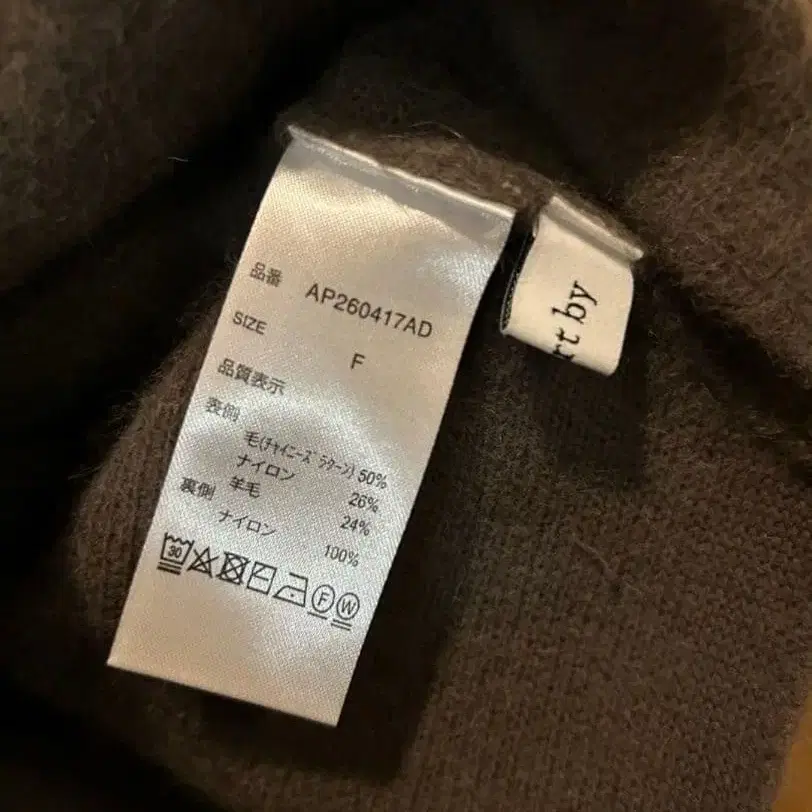 品番 AP260417AD
SIZE F
品質表示
表側
毛(ﾁｬｲﾆｰｽﾞﾗｸｰﾝ) 50%
ナイロン 26%
羊毛 24%
裏側
ナイロン 100%
30
F W
rt by